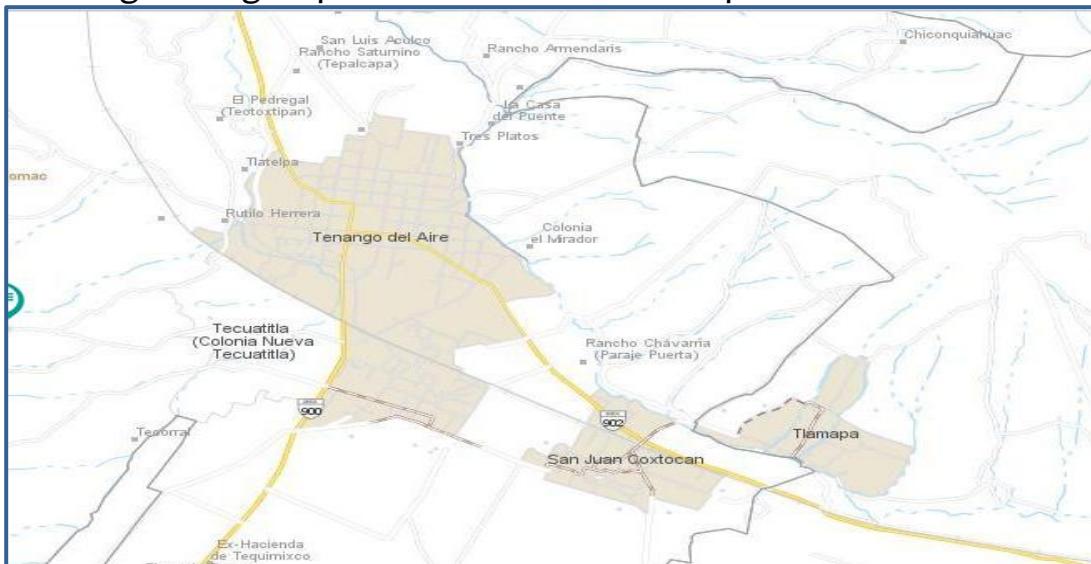 San Luis Aculco
Rancho Saturnino
(Tepalcapa)
Rancho Armendaris
Chiconquiahuac
El Pedregal
(Teotoxtipan)
La Casa
del Puente
Tres Platos
Tlatelpa
omac
Rutilo Herrera
Tenango del Aire
Colonia
el Mirador
Tecuatitla
(Colonia Nueva
Tecuatitla)
Rancho Chávarria
(Paraje Puerta)
900
902
Tecorral
Tlamapa
San Juan Coxtocan
Ex-Hacienda
de Tequimixco